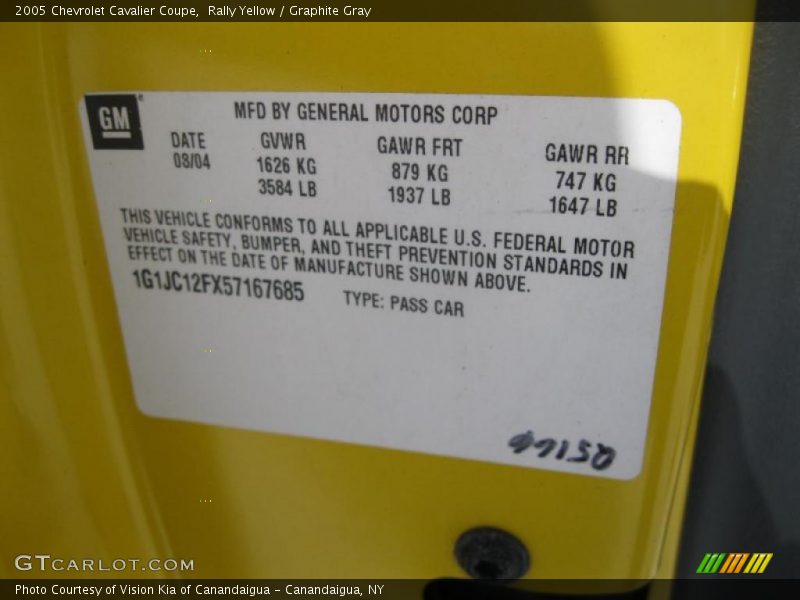 2005 Chevrolet Cavalier Coupe,  Rally Yellow / Graphite Gray
GM
MFD BY GENERAL MOTORS CORP
DATE GVWR GAWR FRT GAWR RR
08/04 1626 KG 879 KG 747 KG
3584 LB 1937 LB 1647 LB
THIS VEHICLE CONFORMS TO ALL APPLICABLE U.S. FEDERAL MOTOR
VEHICLE SAFETY, BUMPER, AND THEFT PREVENTION STANDARDS IN
EFFECT ON THE DATE OF MANUFACTURE SHOWN ABOVE.
1G1JC12FX57167685 TYPE: PASS CAR
GTCARLOT.COM
Photo Courtesy of Vision Kia of Canandaigua - Canandaigua, NY